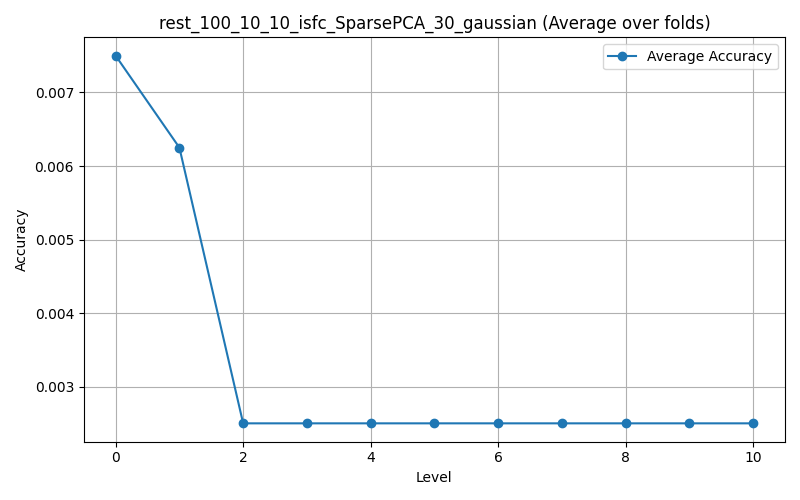 rest_100_10_10_isfc_SparsePCA_30_gaussian (Average over folds)
Average Accuracy
0.007
0.006
0.005
0.004
0.003
Accuracy
0 2 4 6 8 10
Level